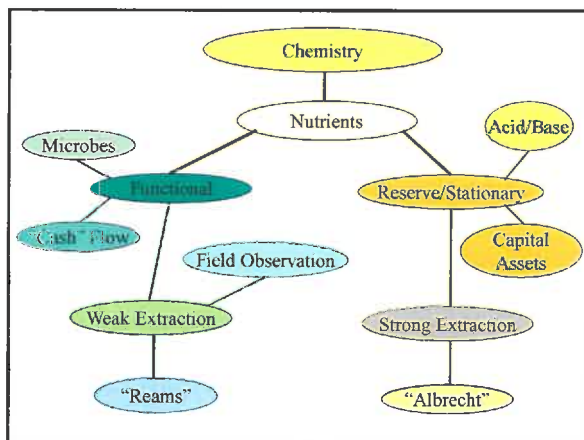 Chemistry
Nutrients
Microbes
Acid/Base
Functional
Reserve/Stationary
"Cash" Flow
Capital
Assets
Field Observation
Weak Extraction
Strong Extraction
"Reams"
"Albrecht"